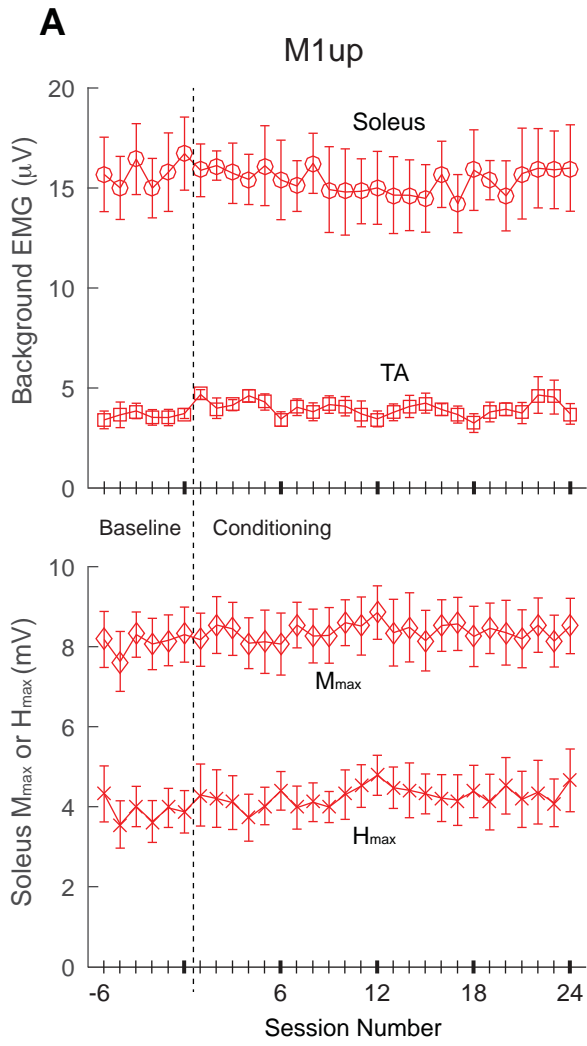 A
M1up
20
Soleus
15
Background EMG (µV)
10
TA
5
0
Baseline Conditioning
10
8
Mmax
6
Soleus Mmax or Hmax (mV)
4
Hmax
2
0
-6 6 12 18 24
Session Number